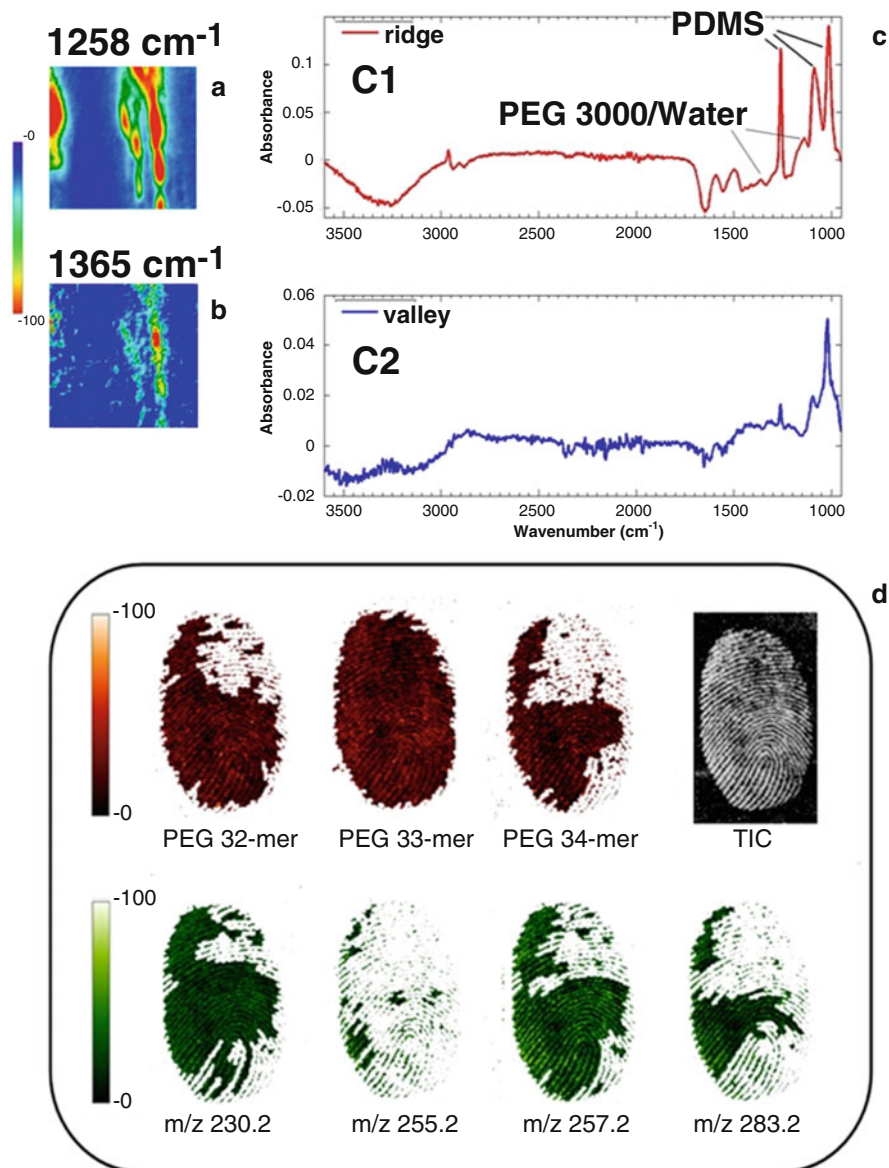 1258 cm-1
a
-0
-100
1365 cm-1
b
c
ridge
C1
PDMS
PEG 3000/Water
Absorbance
0.1
0.05
0
-0.05
3500 3000 2500 2000 1500 1000
valley
C2
Absorbance
0.06
0.04
0.02
0
-0.02
3500 3000 2500 2000 1500 1000
Wavenumber (cm-1)
d
-100
-0
PEG 32-mer PEG 33-mer PEG 34-mer TIC
-100
-0
m/z 230.2 m/z 255.2 m/z 257.2 m/z 283.2